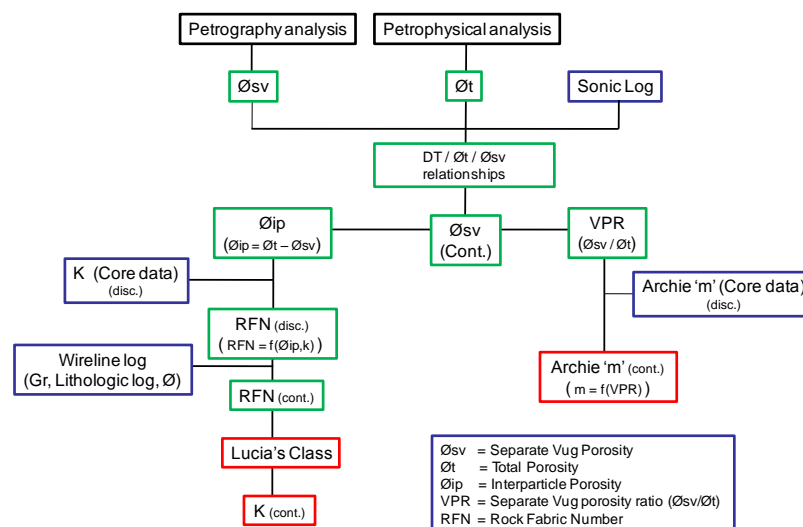 Petrography analysis
Petrophysical analysis
Øsv
Øt
Sonic Log
DT / Øt / Øsv
relationships
Øip
(Øip = Øt – Øsv)
Øsv
(Cont.)
VPR
(Øsv / Øt)
K (Core data)
(disc.)
Archie ‘m’ (Core data)
(disc.)
RFN (disc.)
( RFN = f(Øip,k) )
Wireline log
(Gr, Lithologic log, Ø)
Archie ‘m’ (cont.)
( m = f(VPR) )
RFN (cont.)
Lucia’s Class
K (cont.)
Øsv = Separate Vug Porosity
Øt = Total Porosity
Øip = Interparticle Porosity
VPR = Separate Vug porosity ratio (Øsv/Øt)
RFN = Rock Fabric Number